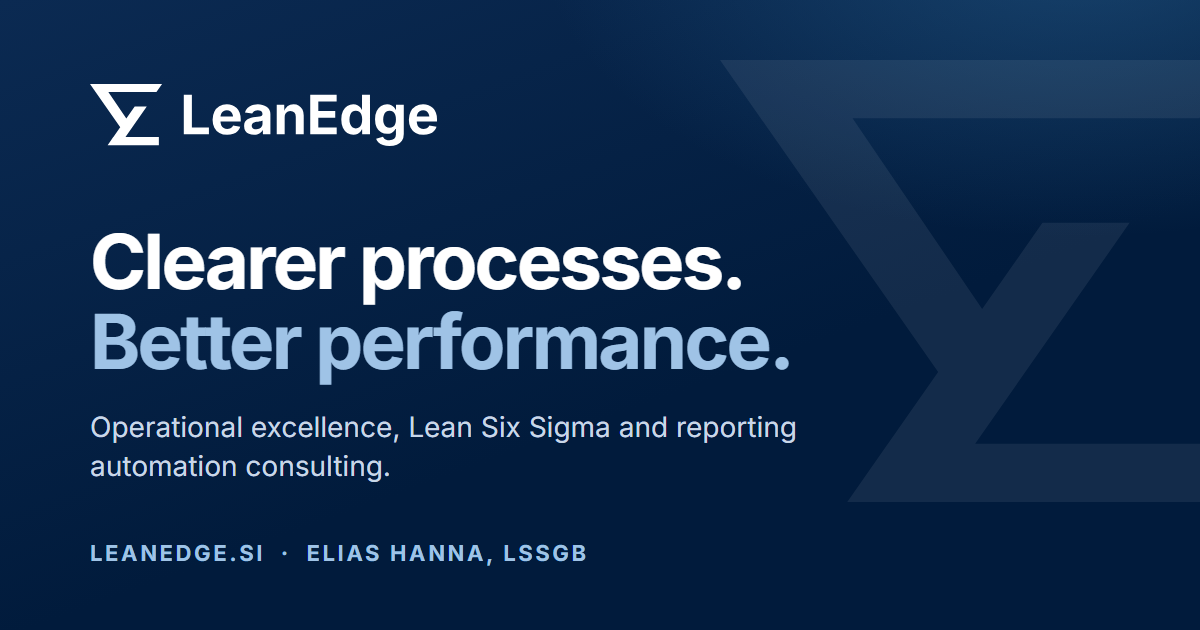 LeanEdge
Clearer processes.
Better performance.
Operational excellence, Lean Six Sigma and reporting
automation consulting.
LEANEDGE.SI · ELIAS HANNA, LSSGB